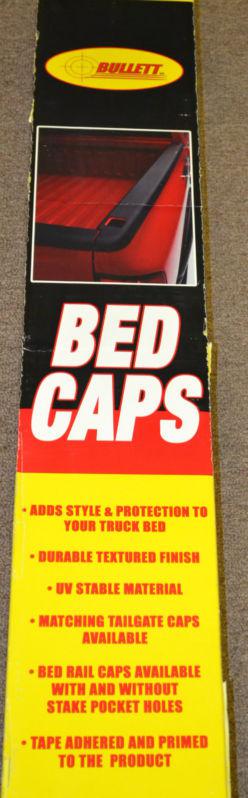 BULLETT
BED
CAPS
• ADDS STYLE & PROTECTION TO
YOUR TRUCK BED
• DURABLE TEXTURED FINISH
• UV STABLE MATERIAL
• MATCHING TAILGATE CAPS
AVAILABLE
• BED RAIL CAPS AVAILABLE
WITH AND WITHOUT
STAKE POCKET HOLES
• TAPE ADHERED AND PRIMED
TO THE PRODUCT